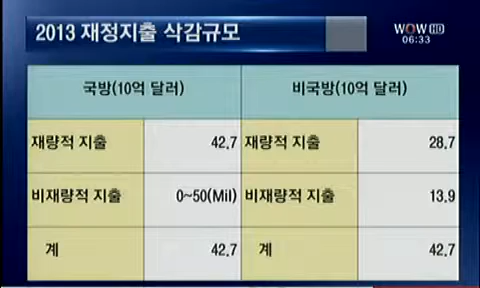 2013 재정지출 삭감규모
WOW HD
06:33
국방(10억 달러) 비국방(10억 달러)
재량적 지출 42.7 재량적 지출 28.7
비재량적 지출 0~50(Mil) 비재량적 지출 13.9
계 42.7 계 42.7